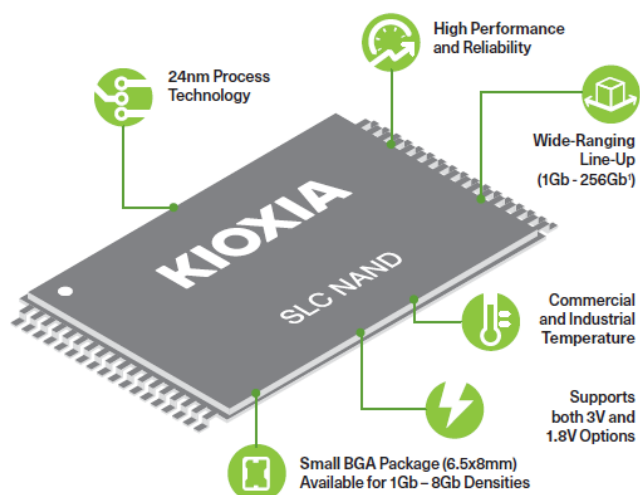 High Performance
and Reliability
24nm Process
Technology
Wide-Ranging
Line-Up
(1Gb - 256Gb¹)
KIOXIA
SLC NAND
Commercial
and Industrial
Temperature
Supports
both 3V and
1.8V Options
Small BGA Package (6.5x8mm)
Available for 1Gb – 8Gb Densities